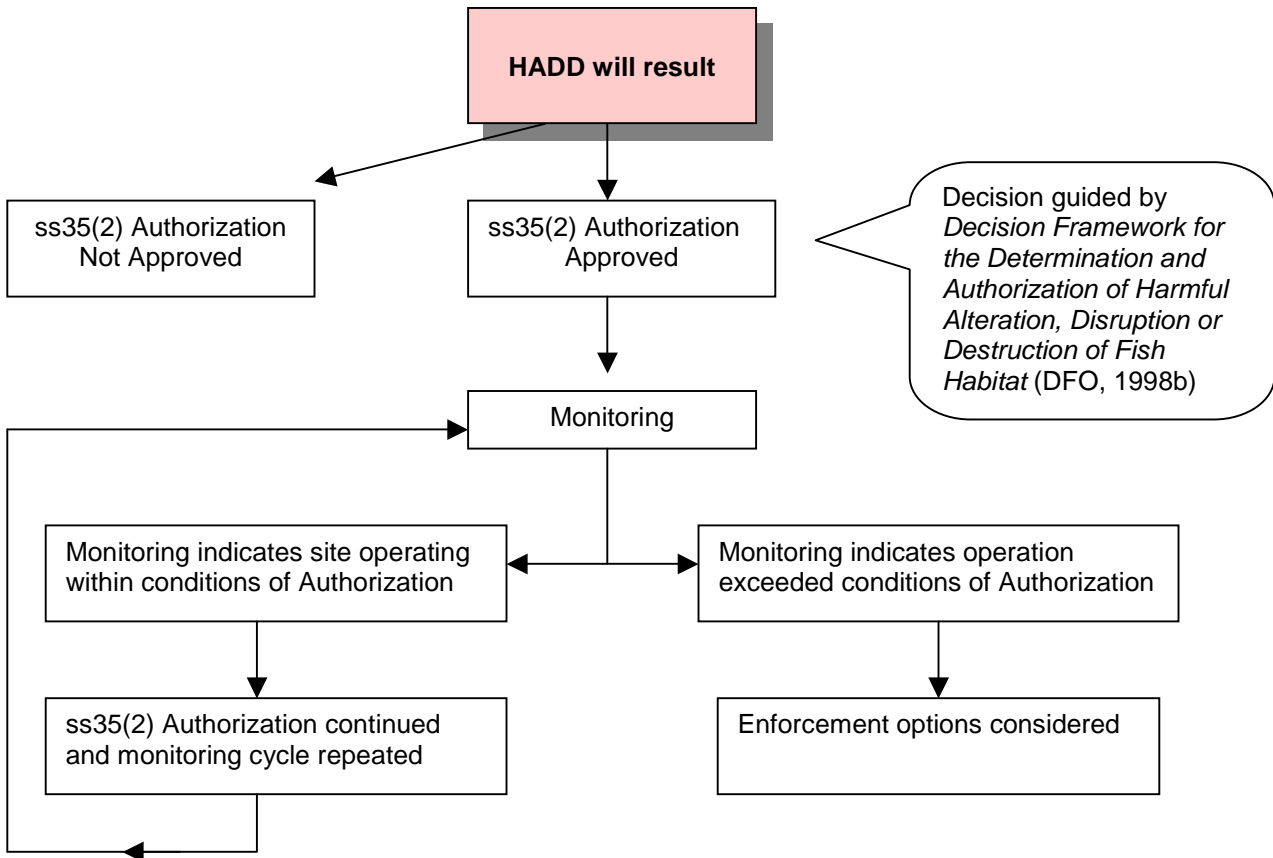 HADD will result
ss35(2) Authorization
Not Approved
ss35(2) Authorization
Approved
Decision guided by
Decision Framework for
the Determination and
Authorization of Harmful
Alteration, Disruption or
Destruction of Fish
Habitat (DFO, 1998b)
Monitoring
Monitoring indicates site operating
within conditions of Authorization
Monitoring indicates operation
exceeded conditions of Authorization
ss35(2) Authorization continued
and monitoring cycle repeated
Enforcement options considered